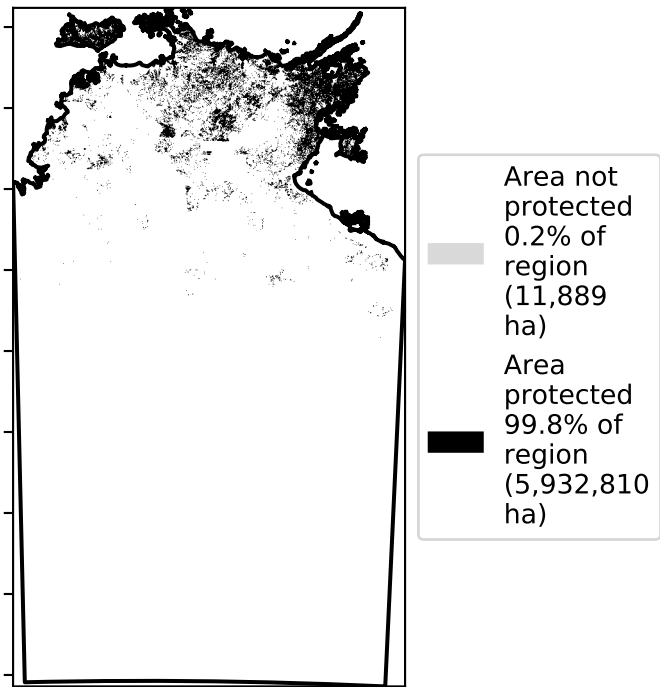 Area not
protected
0.2% of
region
(11,889
ha)
Area
protected
99.8% of
region
(5,932,810
ha)